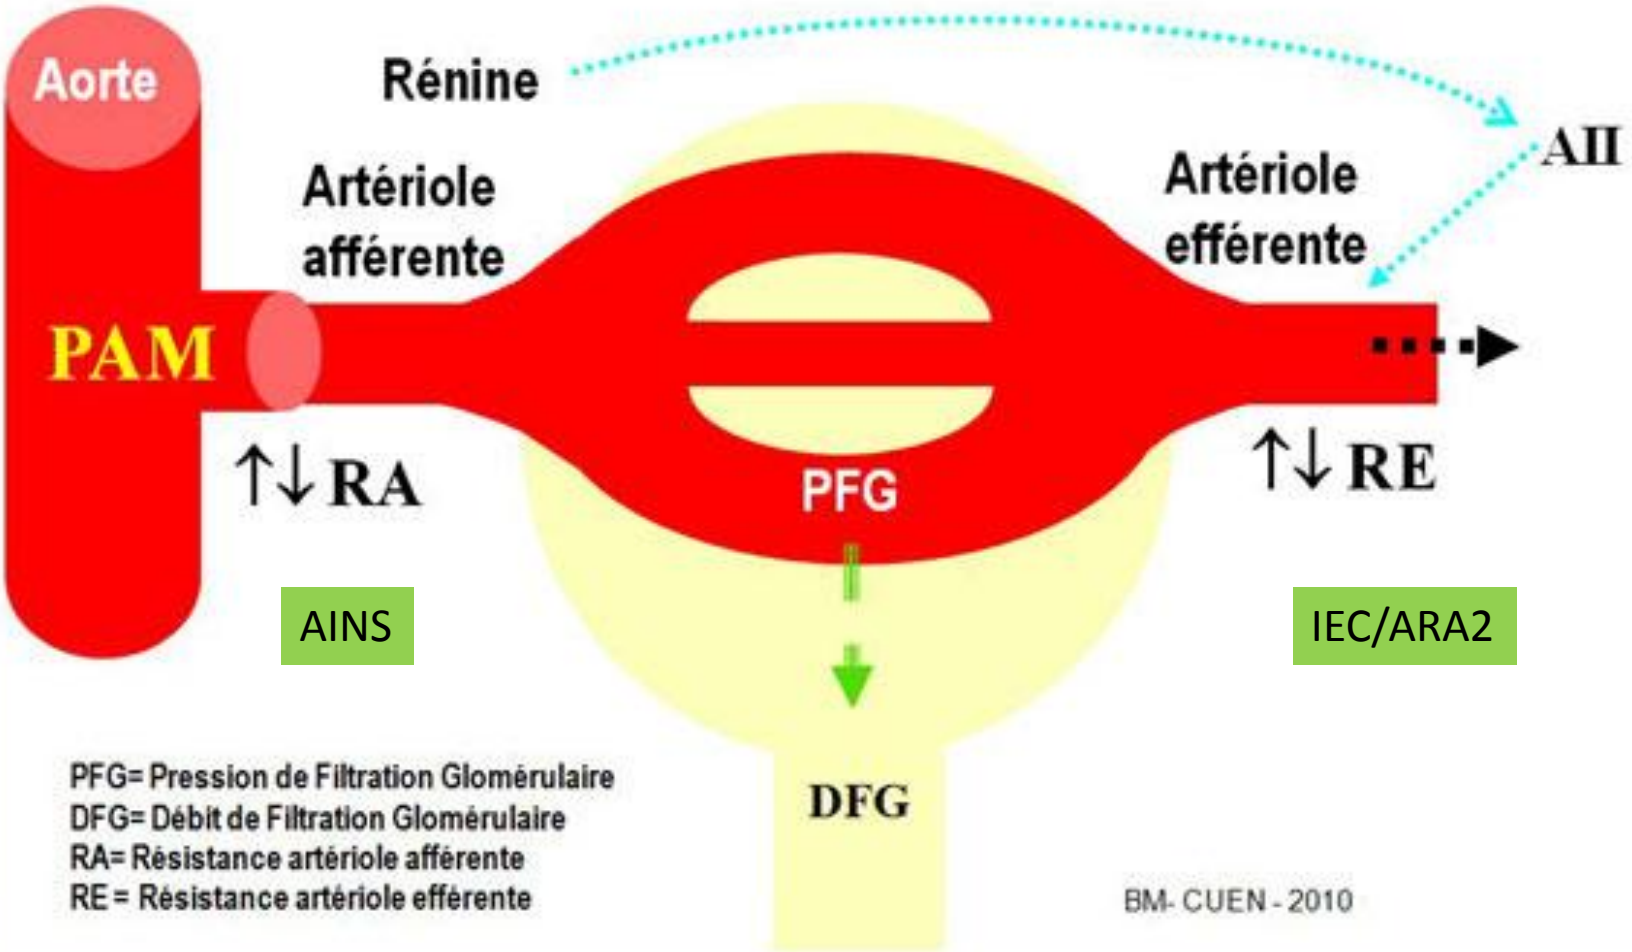 Aorte
Rénine
AII
Artériole
afférente
Artériole
efférente
PAM
↑↓ RA
↑↓ RE
PFG
AINS
IEC/ARA2
DFG
PFG= Pression de Filtration Glomérulaire
DFG= Débit de Filtration Glomérulaire
RA= Résistance artériole afférente
RE = Résistance artériole efférente
BM- CUEN - 2010